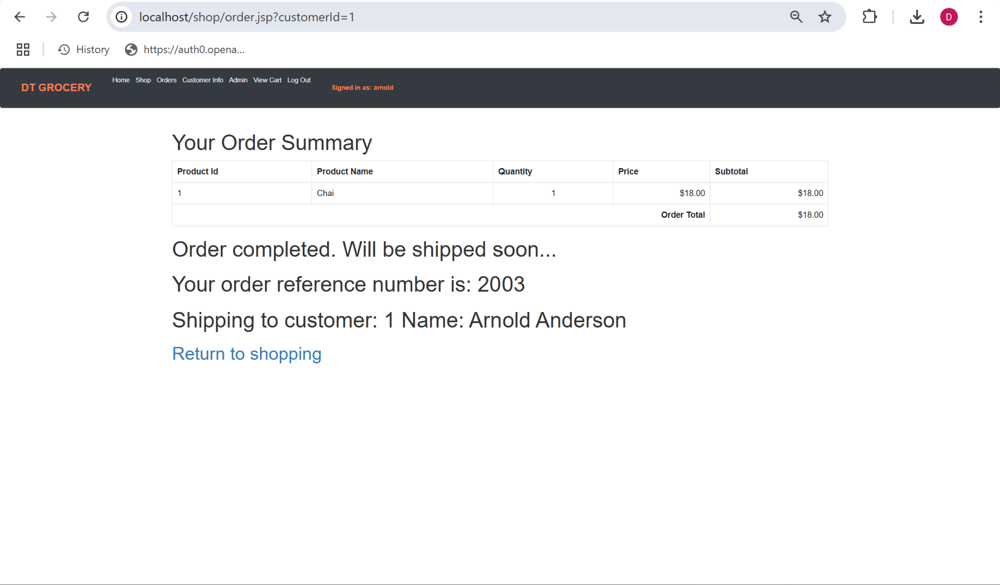 localhost/shop/order.jsp?customerId=1
D
History https://auth0.opena...
DT GROCERY Home Shop Orders Customer Info Admin View Cart Log Out Signed in as: arnold
Your Order Summary
Product Id Product Name Quantity Price Subtotal
1 Chai 1 $18.00 $18.00
Order Total $18.00
Order completed. Will be shipped soon...
Your order reference number is: 2003
Shipping to customer: 1 Name: Arnold Anderson
Return to shopping